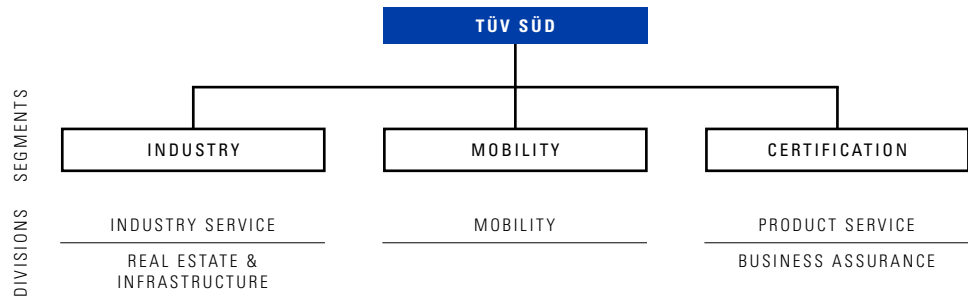 TÜV SÜD
SEGMENTS
INDUSTRY
MOBILITY
CERTIFICATION
DIVISIONS
INDUSTRY SERVICE
MOBILITY
PRODUCT SERVICE
REAL ESTATE &
INFRASTRUCTURE
BUSINESS ASSURANCE